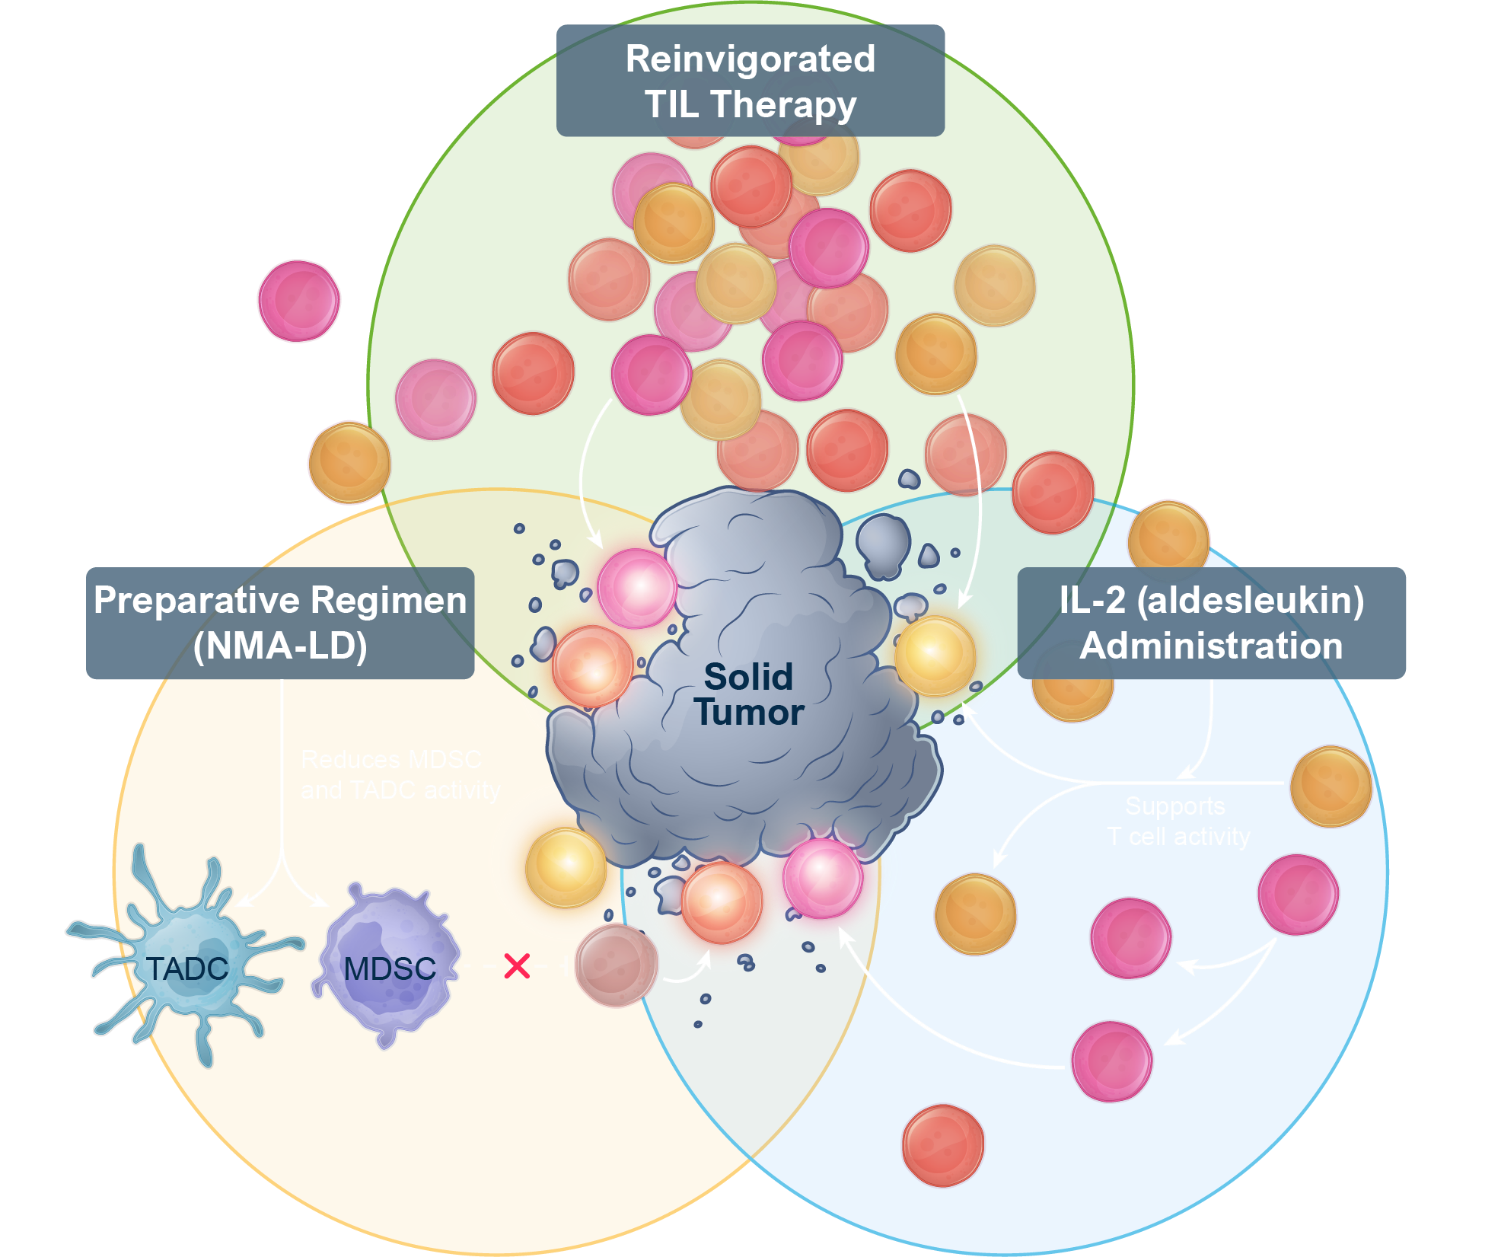 Reinvigorated
TIL Therapy
Preparative Regimen
(NMA-LD)
IL-2 (aldesleukin)
Administration
Solid
Tumor
Reduces MDSC
and TADC activity
Supports
T cell activity
TADC
MDSC